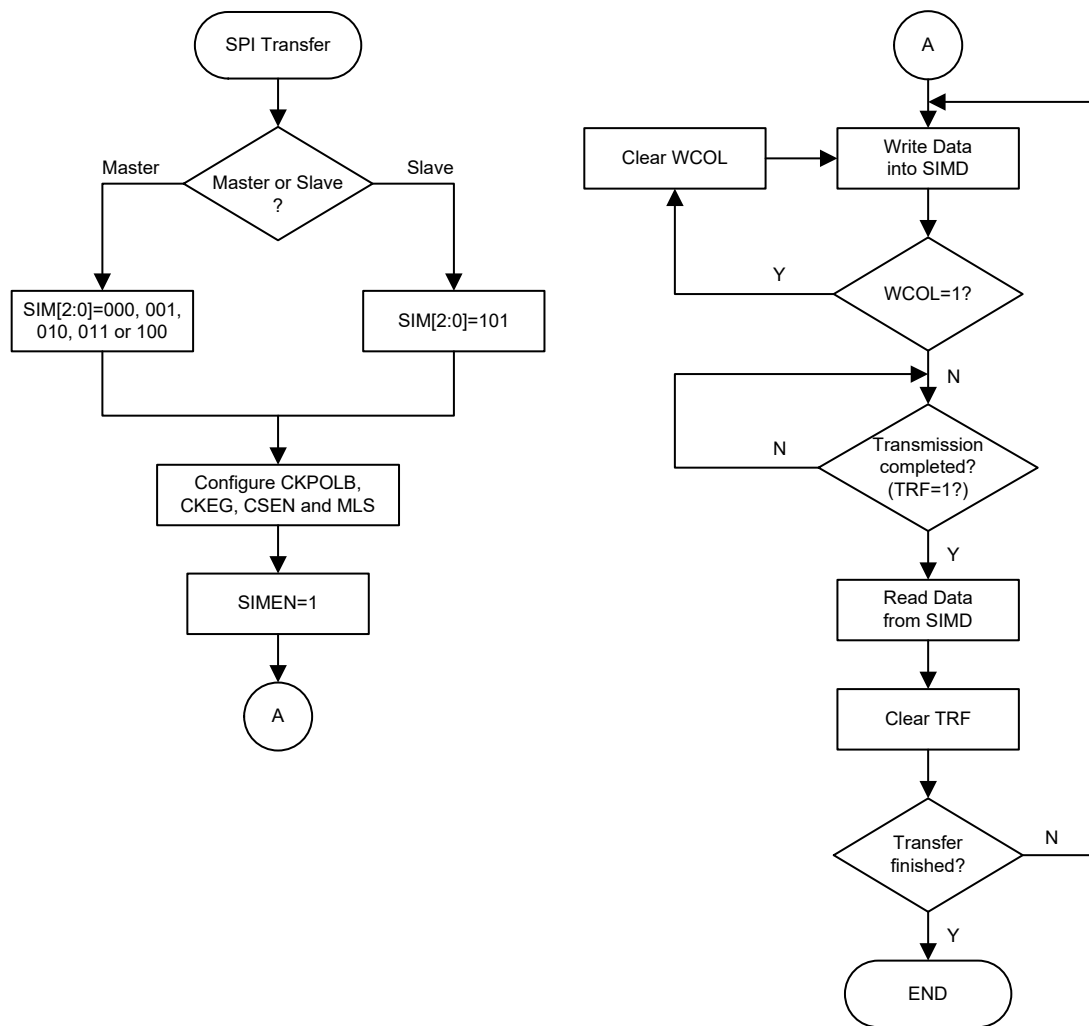 SPI Transfer
Master or Slave
?
Master
Slave
SIM[2:0]=000, 001,
010, 011 or 100
SIM[2:0]=101
Configure CKPOLB,
CKEG, CSEN and MLS
SIMEN=1
A
A
Write Data
into SIMD
Clear WCOL
WCOL=1?
Y
N
Transmission
completed?
(TRF=1?)
N
Y
Read Data
from SIMD
Clear TRF
Transfer
finished?
N
Y
END